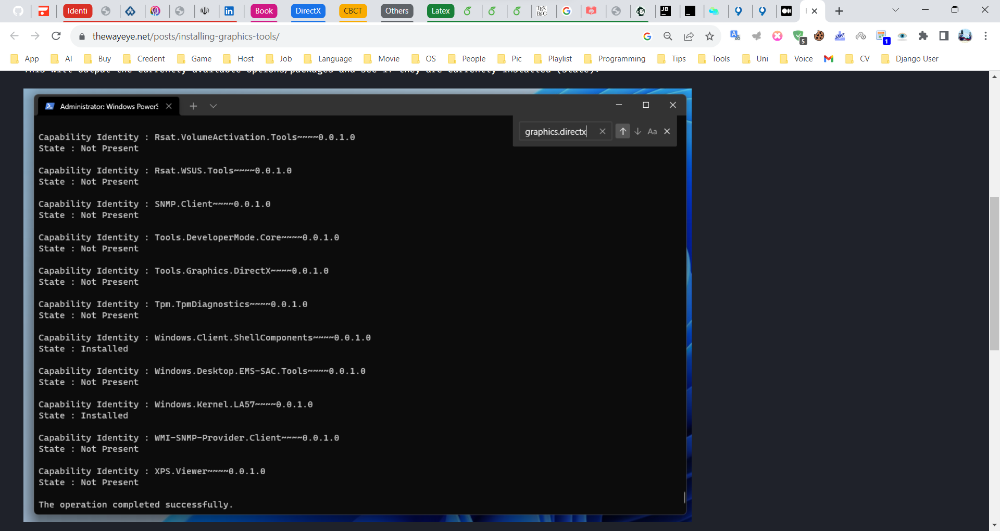 Identi
Book
DirectX
CBCT
Others
Latex
TEX
BLOG
JB
thewayeye.net/posts/installing-graphics-tools/
5
MHT
1
App
AI
Buy
Credent
Game
Host
Job
Language
Movie
OS
People
Pic
Playlist
Programming
Tips
Tools
Uni
Voice
CV
Django User
This will output the currently available options/packages and see if they are currently installed (State).
Administrator: Windows PowerS
graphics.directx
Aa
Capability Identity : Rsat.VolumeActivation.Tools~~~~0.0.1.0
State : Not Present
Capability Identity : Rsat.WSUS.Tools~~~~0.0.1.0
State : Not Present
Capability Identity : SNMP.Client~~~~0.0.1.0
State : Not Present
Capability Identity : Tools.DeveloperMode.Core~~~~0.0.1.0
State : Not Present
Capability Identity : Tools.Graphics.DirectX~~~~0.0.1.0
State : Not Present
Capability Identity : Tpm.TpmDiagnostics~~~~0.0.1.0
State : Not Present
Capability Identity : Windows.Client.ShellComponents~~~~0.0.1.0
State : Installed
Capability Identity : Windows.Desktop.EMS-SAC.Tools~~~~0.0.1.0
State : Not Present
Capability Identity : Windows.Kernel.LA57~~~~0.0.1.0
State : Installed
Capability Identity : WMI-SNMP-Provider.Client~~~~0.0.1.0
State : Not Present
Capability Identity : XPS.Viewer~~~~0.0.1.0
State : Not Present
The operation completed successfully.